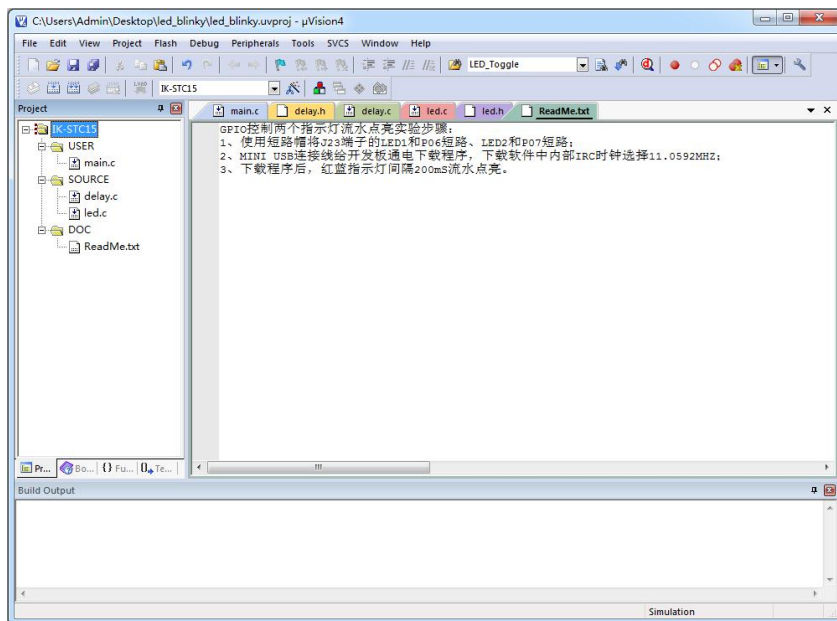 C:\Users\Admin\Desktop\led_blinky\led_blinky.uvproj - µVision4
File Edit View Project Flash Debug Peripherals Tools SVCS Window Help
LED_Toggle
IK-STC15
Project
main.c delay.h delay.c led.c led.h ReadMe.txt
IK-STC15
USER
main.c
SOURCE
delay.c
led.c
DOC
ReadMe.txt
GPIO控制两个指示灯流水点亮实验步骤：
1、使用短路帽将J23端子的LED1和P06短路、LED2和P07短路；
2、MINI USB连接线给开发板通电下载程序，下载软件中内部IRC时钟选择11.0592MHZ；
3、下载程序后，红蓝指示灯间隔200mS流水点亮。
Pr... Bo... {} Fu... Te...
Build Output
Simulation